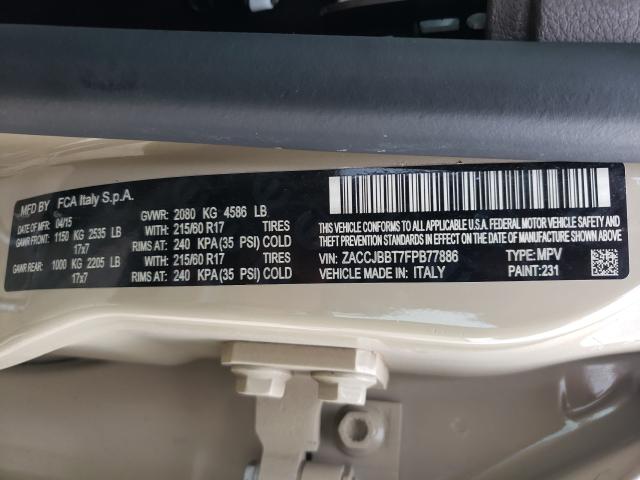 MFD BY FCA Italy S.p.A.
DATE OF MFR: 04/15 GVWR: 2080 KG 4586 LB
GAWR FRONT: 1150 KG 2535 LB WITH 215/60 R17 TIRES
17x7 RIMS AT: 240 KPA (35 PSI) COLD
GAWR REAR: 1000 KG 2205 LB WITH 215/60 R17 TIRES
17x7 RIMS AT: 240 KPA (35 PSI) COLD
THIS VEHICLE CONFORMS TO ALL APPLICABLE U.S.A. FEDERAL MOTOR VEHICLE SAFETY
AND THEFT PREVENTION STANDARDS IN EFFECT ON THE DATE OF MANUFACTURE SHOWN ABOVE
VIN: ZACCJBBT7FPB77886 TYPE: MPV
VEHICLE MADE IN: ITALY PAINT: 231